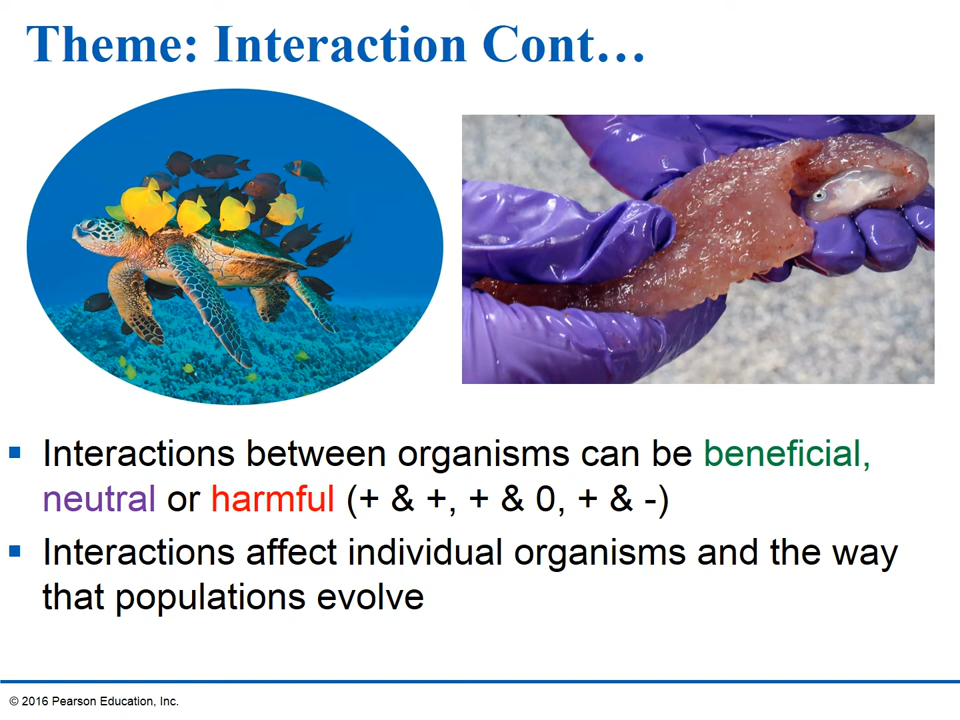 Theme: Interaction Cont…
Interactions between organisms can be beneficial,
neutral or harmful (+ & +, + & 0, + & -)
Interactions affect individual organisms and the way
that populations evolve
© 2016 Pearson Education, Inc.